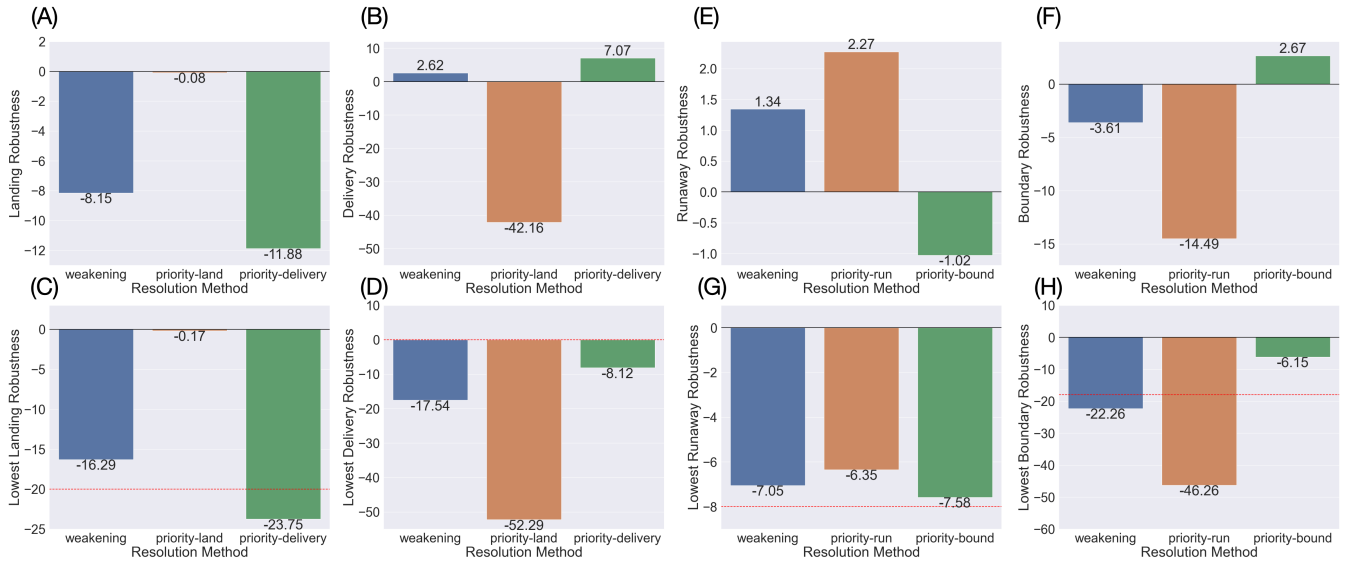 (A)
2
0
−2
−4
−6
−8
−10
−12
Landing Robustness
-8.15
-0.08
-11.88
weakening priority-land priority-delivery
Resolution Method
(B)
10
0
−10
−20
−30
−40
−50
Delivery Robustness
2.62
-42.16
7.07
weakening priority-land priority-delivery
Resolution Method
(E)
2.0
1.5
1.0
0.5
0.0
−0.5
−1.0
Runaway Robustness
1.34
2.27
-1.02
weakening priority-run priority-bound
Resolution Method
(F)
0
−5
−10
−15
Boundary Robustness
-3.61
-14.49
2.67
weakening priority-run priority-bound
Resolution Method
(C)
0
−5
−10
−15
−20
−25
Lowest Landing Robustness
-16.29
-0.17
-23.75
weakening priority-land priority-delivery
Resolution Method
(D)
10
0
−10
−20
−30
−40
−50
Lowest Delivery Robustness
-17.54
-52.29
-8.12
weakening priority-land priority-delivery
Resolution Method
(G)
0
−2
−4
−6
−8
Lowest Runaway Robustness
-7.05
-6.35
-7.58
weakening priority-run priority-bound
Resolution Method
(H)
10
0
−10
−20
−30
−40
−50
−60
Lowest Boundary Robustness
-22.26
-46.26
-6.15
weakening priority-run priority-bound
Resolution Method